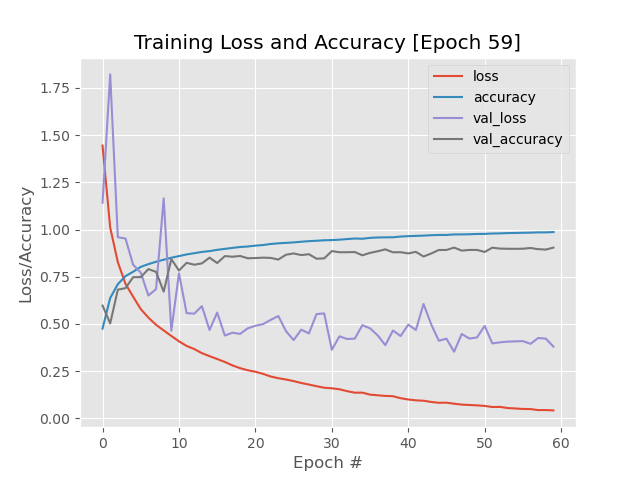 Training Loss and Accuracy [Epoch 59]
loss
accuracy
val_loss
val_accuracy
Loss/Accuracy
1.75
1.50
1.25
1.00
0.75
0.50
0.25
0.00
0 10 20 30 40 50 60
Epoch #